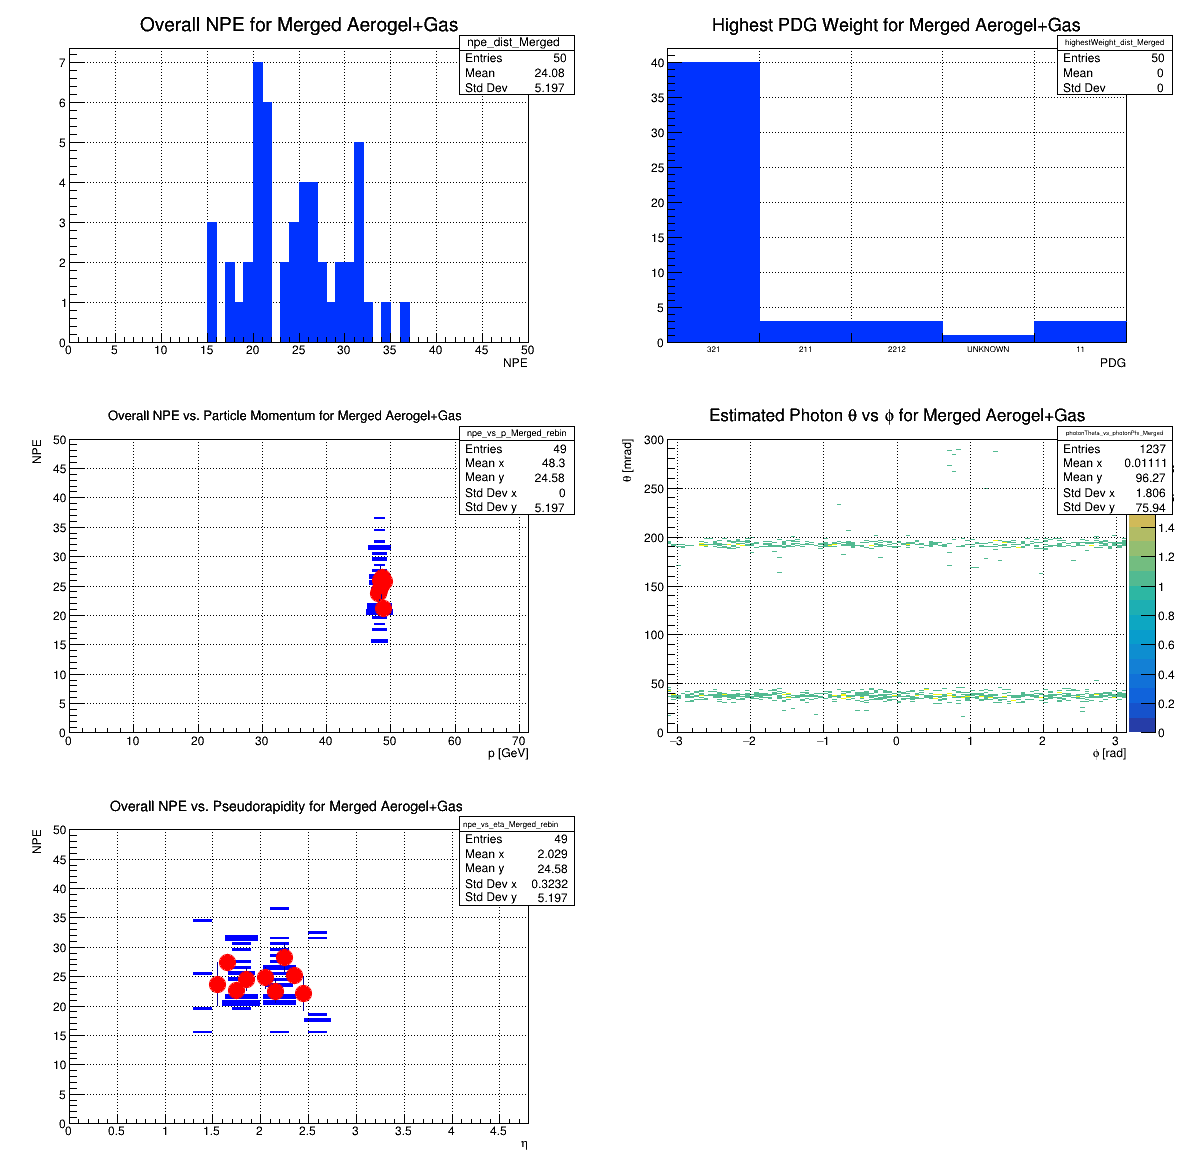 Overall NPE for Merged Aerogel+Gas
npe_dist_Merged
Entries 50
Mean 24.08
Std Dev 5.197
7
6
5
4
3
2
1
0
0 5 10 15 20 25 30 35 40 45 50
NPE
Highest PDG Weight for Merged Aerogel+Gas
highestWeight_dist_Merged
Entries 50
Mean 0
Std Dev 0
40
35
30
25
20
15
10
5
0
321 211 2212 UNKNOWN 11
PDG
Overall NPE vs. Particle Momentum for Merged Aerogel+Gas
npe_vs_p_Merged_rebin
Entries 49
Mean x 48.3
Mean y 24.58
Std Dev x 0
Std Dev y 5.197
NPE
50
45
40
35
30
25
20
15
10
5
0
0 10 20 30 40 50 60 70
p [GeV]
Estimated Photon θ vs ϕ for Merged Aerogel+Gas
photonTheta_vs_photonPhi_Merged
Entries 1237
Mean x 0.01111
Mean y 96.27
Std Dev x 1.806
Std Dev y 75.94
θ [mrad]
300
250
200
150
100
50
0
−3 −2 −1 0 1 2 3
ϕ [rad]
1.4
1.2
1
0.8
0.6
0.4
0.2
0
Overall NPE vs. Pseudorapidity for Merged Aerogel+Gas
npe_vs_eta_Merged_rebin
Entries 49
Mean x 2.029
Mean y 24.58
Std Dev x 0.3232
Std Dev y 5.197
NPE
50
45
40
35
30
25
20
15
10
5
0
0 0.5 1 1.5 2 2.5 3 3.5 4 4.5
η